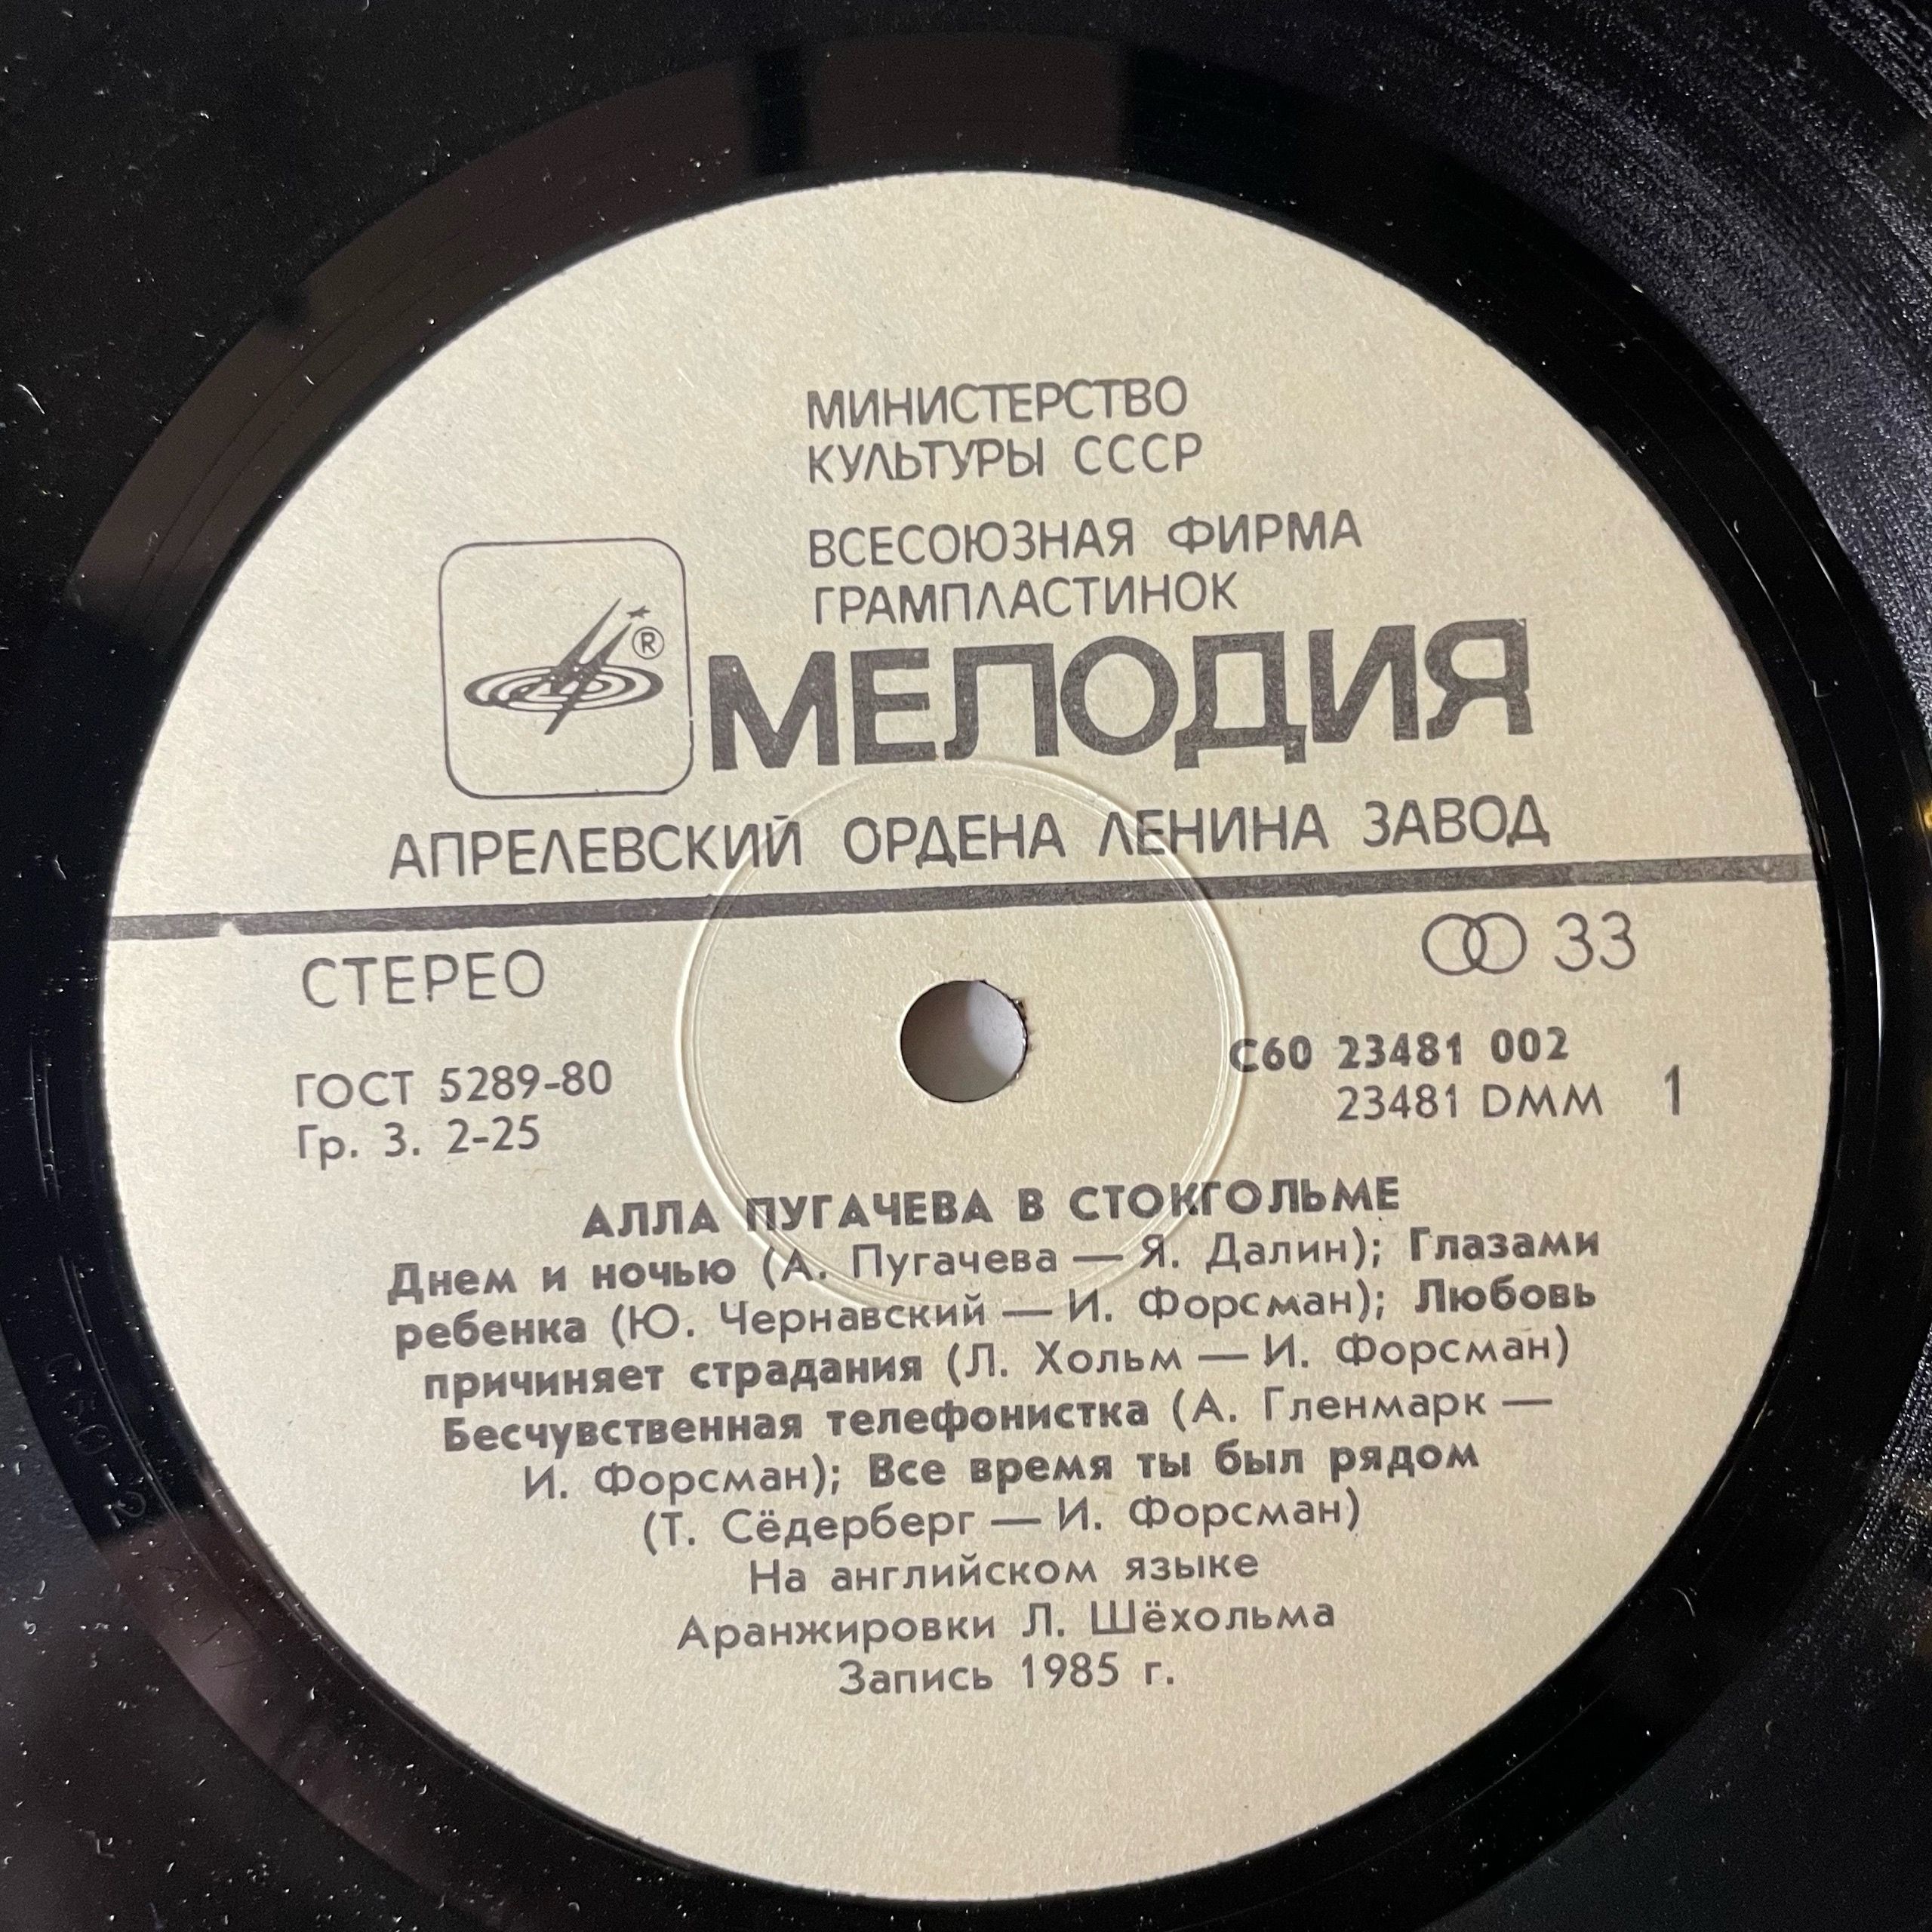 МИНИСТЕРСТВО
КУЛЬТУРЫ СССР
ВСЕСОЮЗНАЯ ФИРМА
ГРАМПЛАСТИНОК
®
МЕЛОДИЯ
АПРЕЛЕВСКИЙ ОРДЕНА ЛЕНИНА ЗАВОД
СТЕРЕО
33
ГОСТ 5289-80
Гр. 3. 2-25
С60 23481 002
23481 DMM 1
АЛЛА ПУГАЧЕВА В СТОКГОЛЬМЕ
Днем и ночью (А. Пугачева — Я. Далин); Глазами
ребенка (Ю. Чернавский — И. Форсман); Любовь
причиняет страдания (Л. Хольм — И. Форсман)
Бесчувственная телефонистка (А. Гленмарк —
И. Форсман); Все время ты был рядом
(Т. Сёдерберг — И. Форсман)
На английском языке
Аранжировки Л. Шёхольма
Запись 1985 г.